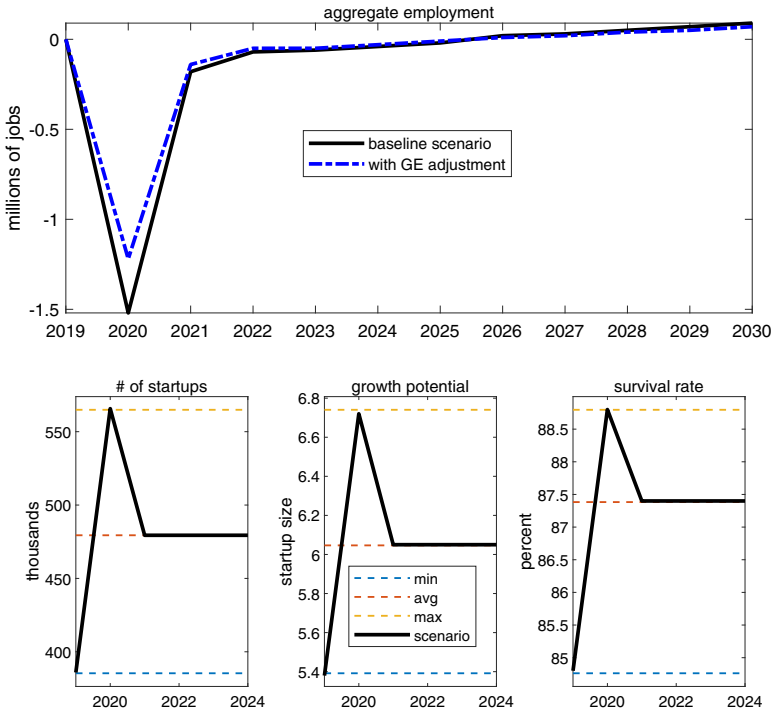 aggregate employment
millions of jobs
0
-0.5
-1
-1.5
baseline scenario
with GE adjustment
2019 2020 2021 2022 2023 2024 2025 2026 2027 2028 2029 2030
# of startups
thousands
550
500
450
400
2020 2022 2024
growth potential
startup size
6.8
6.6
6.4
6.2
6
5.8
5.6
5.4
min
avg
max
scenario
2020 2022 2024
survival rate
percent
88.5
88
87.5
87
86.5
86
85.5
85
2020 2022 2024